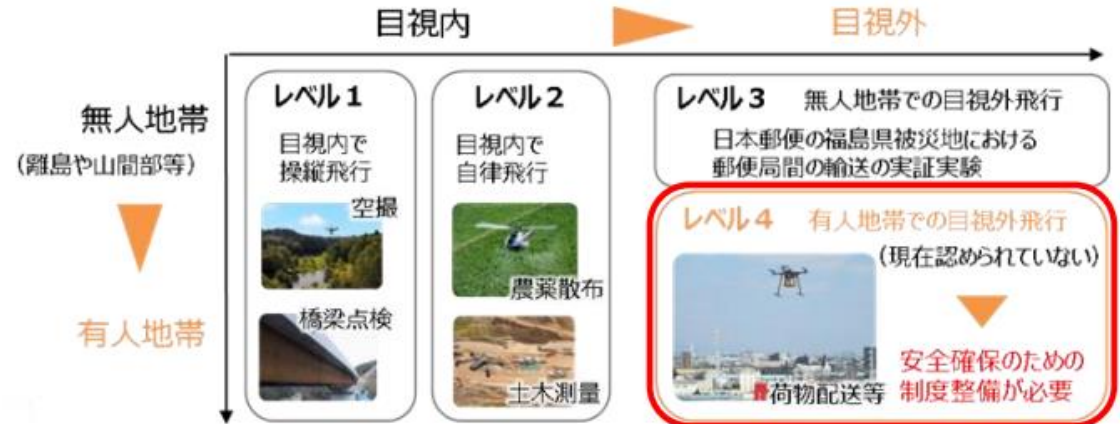 目視内
目視外
無人地帯
(離島や山間部等)
有人地帯
レベル1
目視内で
操縦飛行
空撮
橋梁点検
レベル2
目視内で
自律飛行
農薬散布
土木測量
レベル3 無人地帯での目視外飛行
日本郵便の福島県被災地における
郵便局間の輸送の実証実験
レベル4 有人地帯での目視外飛行
(現在認められていない)
荷物配送等
安全確保のための
制度整備が必要